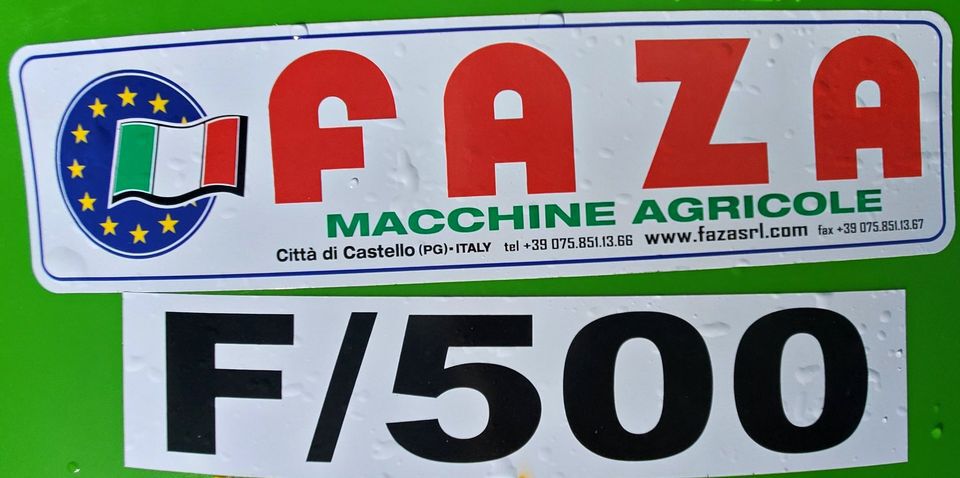 FAZA
MACCHINE AGRICOLE
Città di Castello (PG)-ITALY tel +39 075.851.13.66 www.fazasrl.com fax +39 075.851.13.67
F/500